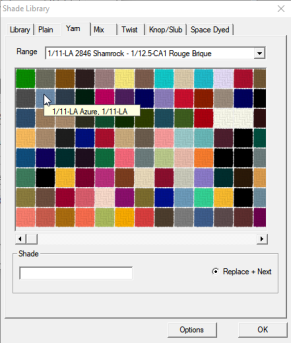 Shade Library
Library Plain Yarn Mix Twist Knop/Slub Space Dyed
Range 1/11-LA 2846 Shamrock - 1/12.5-CA1 Rouge Brique
1/11-LA Azure, 1/11-LA
Shade
Replace + Next
Options OK